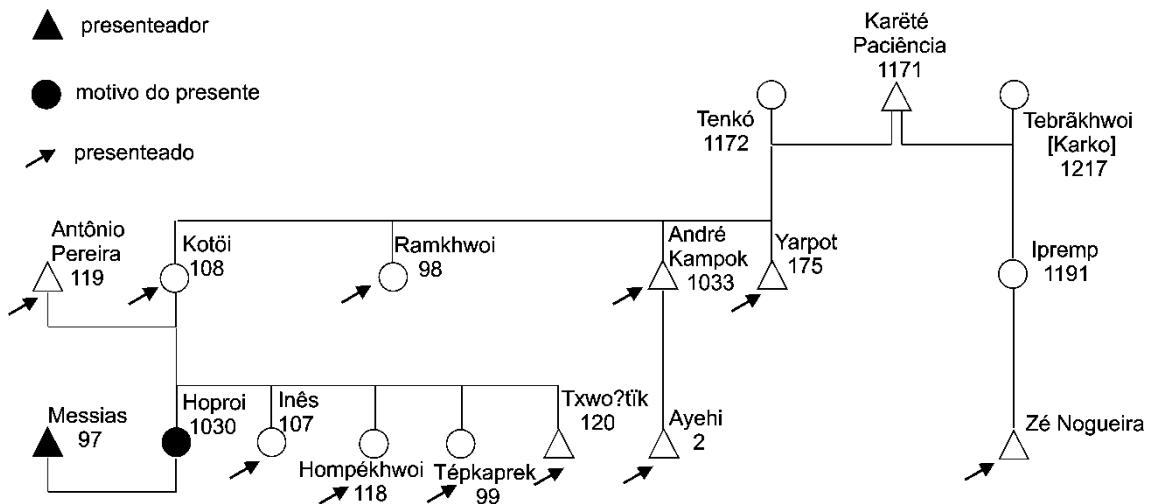 presenteador
motivo do presente
presenteado
Karëté
Paciência
1171
Tenkó
1172
Tebrãkhwoi
[Karko]
1217
Antônio
Pereira
119
Kotöi
108
Ramkhwoi
98
André
Kampok
1033
Yarpot
175
Ipremp
1191
Messias
97
Hoproi
1030
Inês
107
Hompékhwoi
118
Tépkaprek
99
Txwo?tïk
120
Ayehi
2
Zé Nogueira